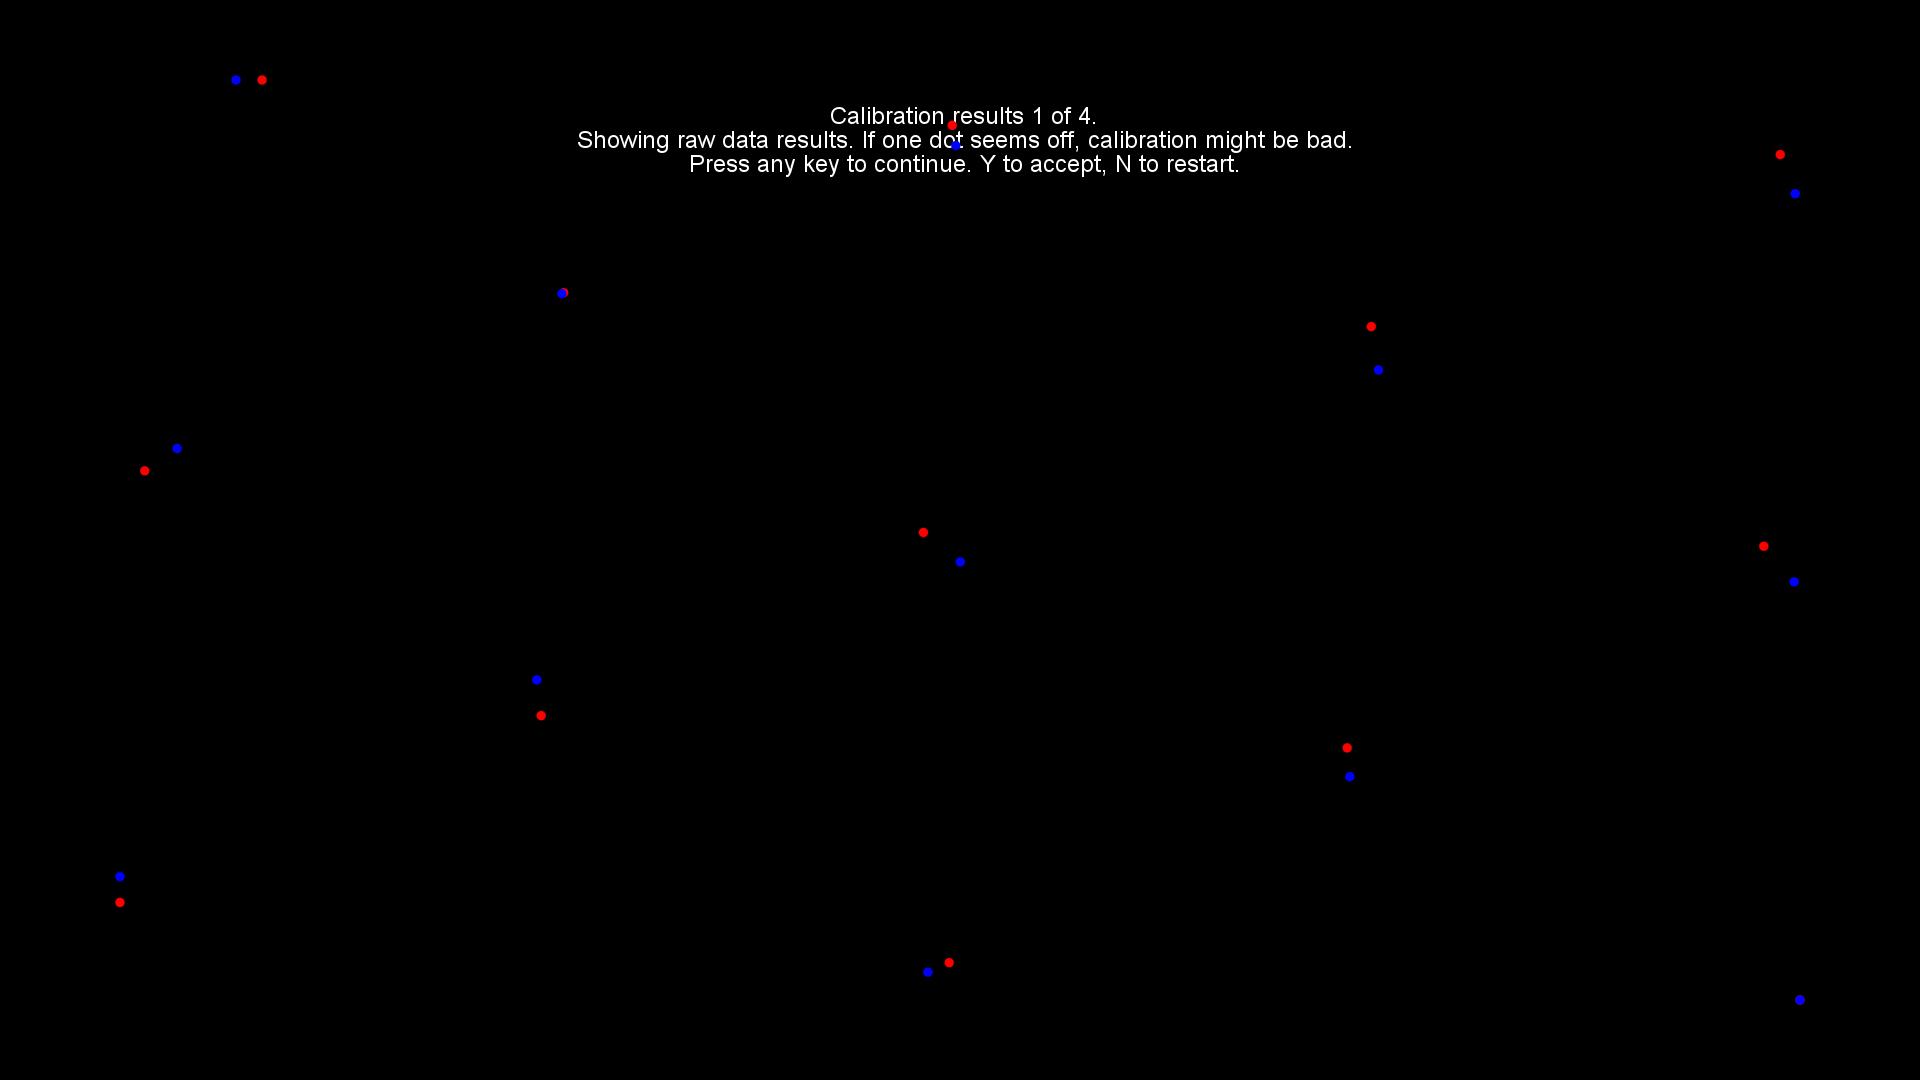 Calibration results 1 of 4.
Showing raw data results. If one dot seems off, calibration might be bad.
Press any key to continue. Y to accept, N to restart.